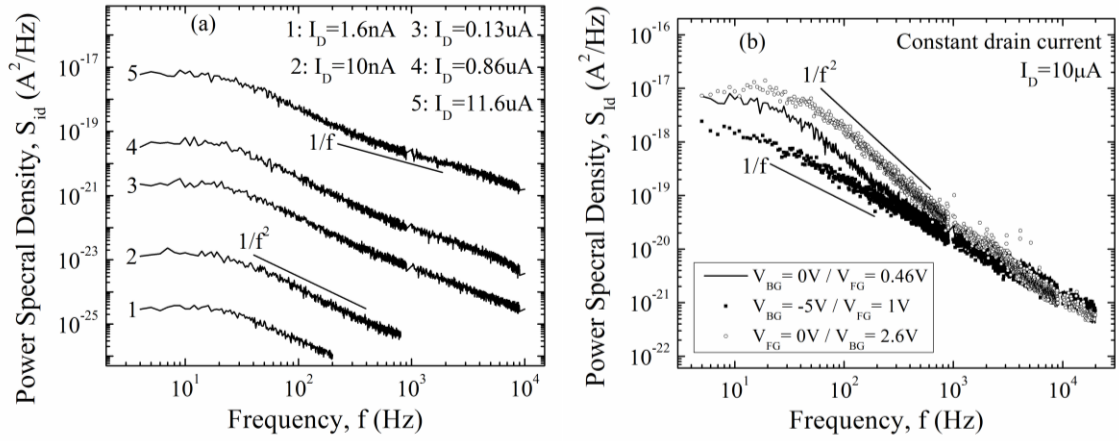 (a)
1: I_D=1.6nA 3: I_D=0.13uA
2: I_D=10nA 4: I_D=0.86uA
5: I_D=11.6uA
Power Specral Density, S_id (A^2/Hz)
10^-17
10^-19
10^-21
10^-23
10^-25
5
4
3
2
1
1/f
1/f^2
10^1 10^2 10^3 10^4
Frequency, f (Hz)
(b)
Constant drain current
I_D=10μA
Power Specral Density, S_Id (A^2/Hz)
10^-16
10^-17
10^-18
10^-19
10^-20
10^-21
10^-22
1/f^2
1/f
V_BG= 0V / V_FG= 0.46V
V_BG= -5V / V_FG= 1V
V_FG= 0V / V_BG= 2.6V
10^1 10^2 10^3 10^4
Frequency, f (Hz)